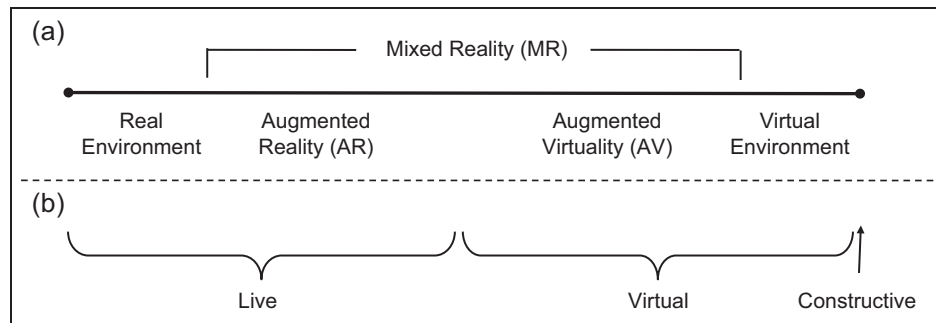 (a)
Mixed Reality (MR)
Real
Environment
Augmented
Reality (AR)
Augmented
Virtuality (AV)
Virtual
Environment
(b)
Live
Virtual
Constructive